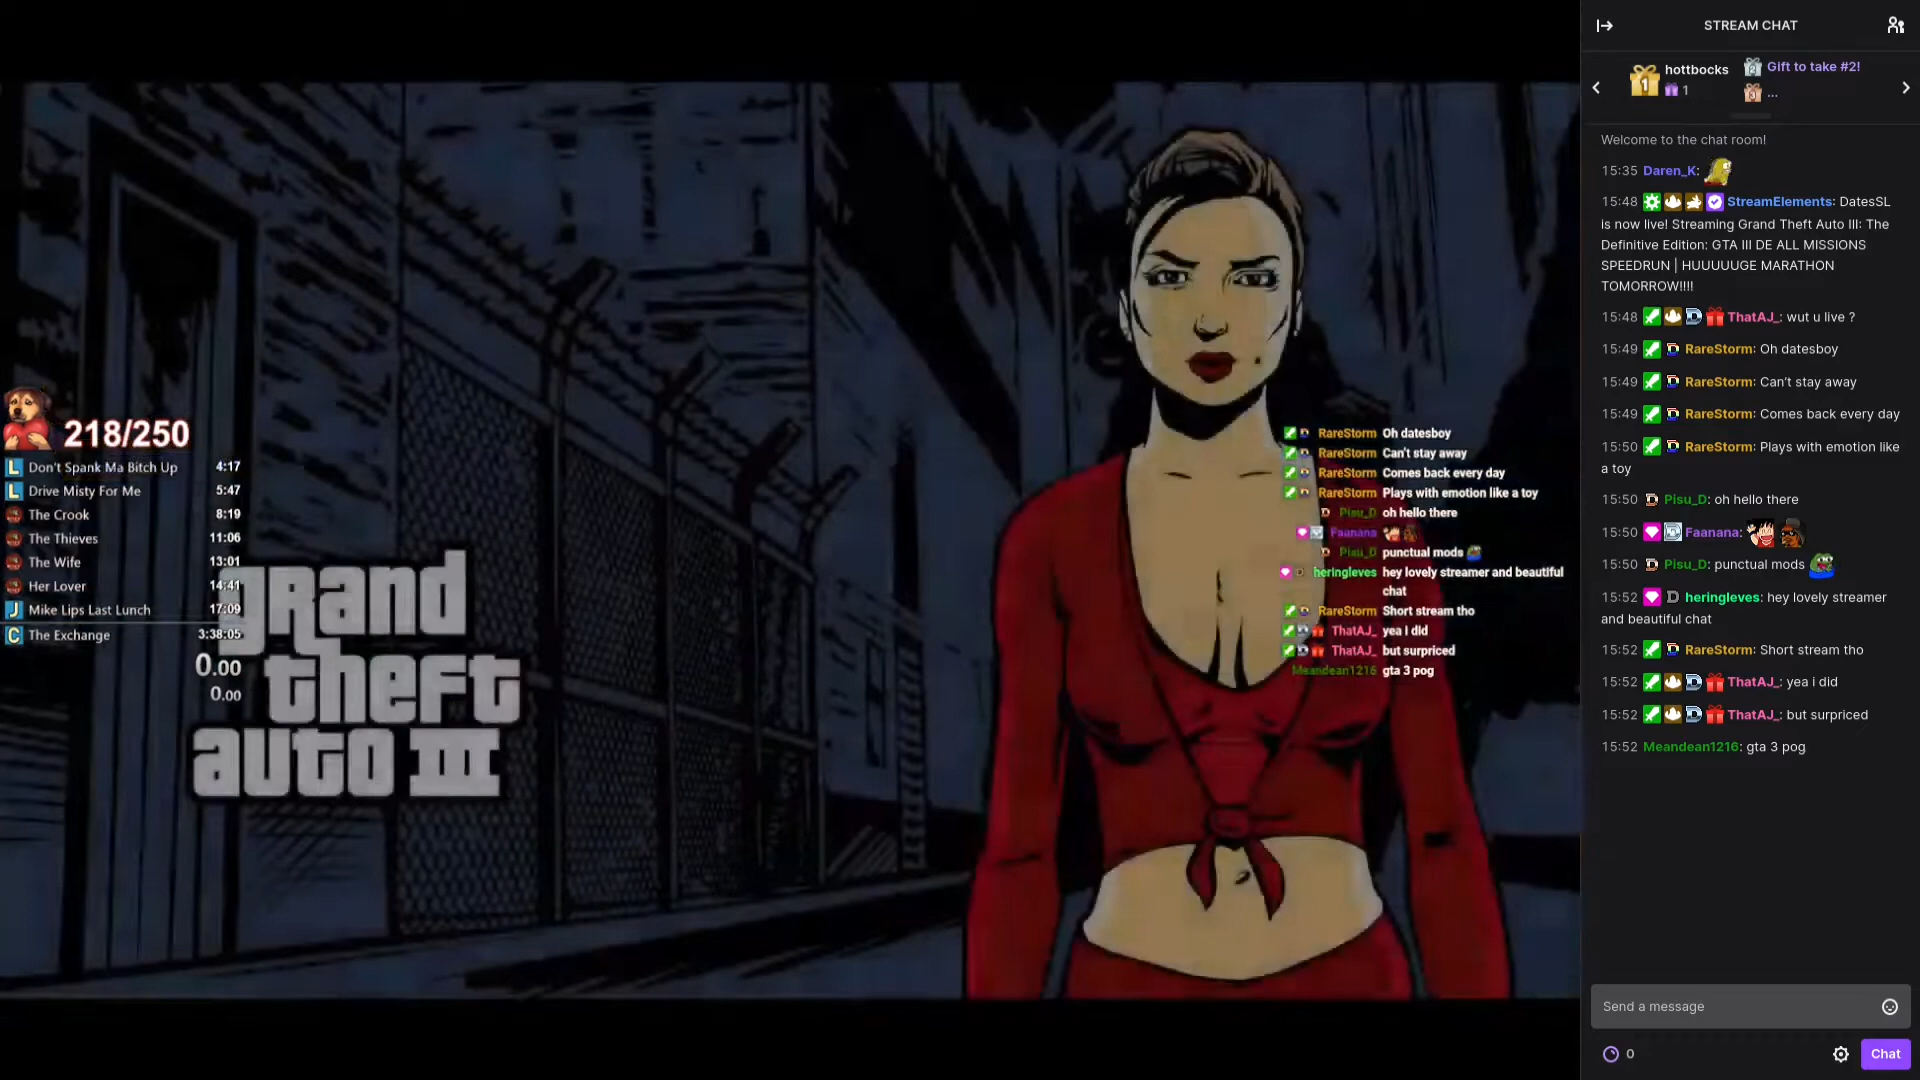 218/250
Don't Spank Ma Bitch Up 4:17
Drive Misty For Me 5:47
The Crook 8:19
The Thieves 11:06
The Wife 13:01
Her Lover 14:41
Mike Lips Last Lunch 17:09
The Exchange 3:38:05
0.00
0.00
grand
theft
auto III
RareStorm Oh datesboy
RareStorm Can't stay away
RareStorm Comes back every day
RareStorm Plays with emotion like a toy
Pisu_D oh hello there
Faanana
Pisu_D punctual mods
heringleves hey lovely streamer and beautiful
chat
RareStorm Short stream tho
ThatAJ_ yea i did
ThatAJ_ but surpriced
Meandean1216 gta 3 pog
STREAM CHAT
1 hottbocks
1
Gift to take #2!
...
Welcome to the chat room!
15:35 Daren_K:
15:48 StreamElements: DatesSL
is now live! Streaming Grand Theft Auto III: The
Definitive Edition: GTA III DE ALL MISSIONS
SPEEDRUN | HUUUUUGE MARATHON
TOMORROW!!!!
15:48 ThatAJ_: wut u live ?
15:49 RareStorm: Oh datesboy
15:49 RareStorm: Can't stay away
15:49 RareStorm: Comes back every day
15:50 RareStorm: Plays with emotion like
a toy
15:50 Pisu_D: oh hello there
15:50 Faanana:
15:50 Pisu_D: punctual mods
15:52 heringleves: hey lovely streamer
and beautiful chat
15:52 RareStorm: Short stream tho
15:52 ThatAJ_: yea i did
15:52 ThatAJ_: but surpriced
15:52 Meandean1216: gta 3 pog
Send a message
0
Chat